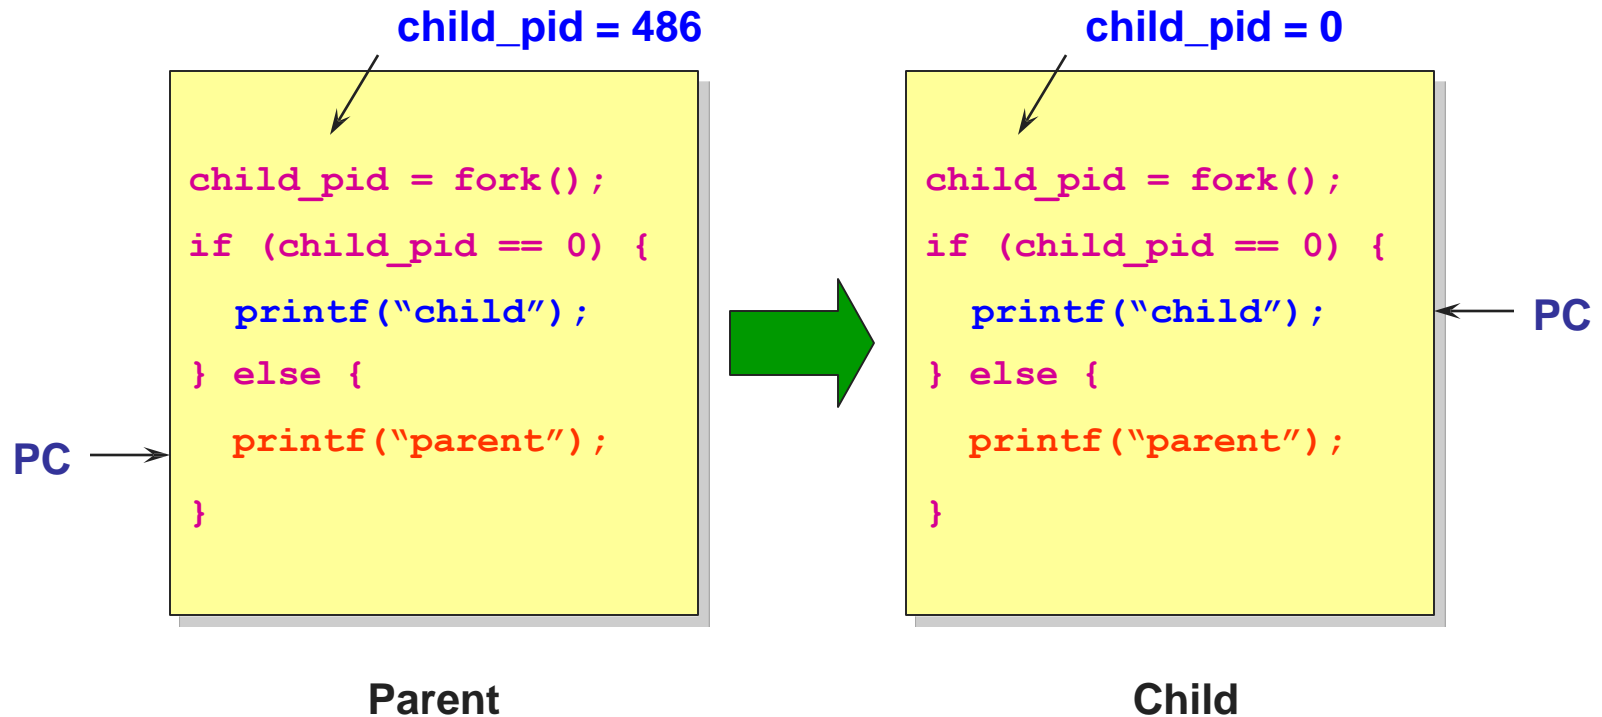 child_pid = 486
child_pid = fork();
if (child_pid == 0) {
printf(“child”);
} else {
printf(“parent”);
}
PC
Parent
child_pid = 0
child_pid = fork();
if (child_pid == 0) {
printf(“child”);
} else {
printf(“parent”);
}
PC
Child